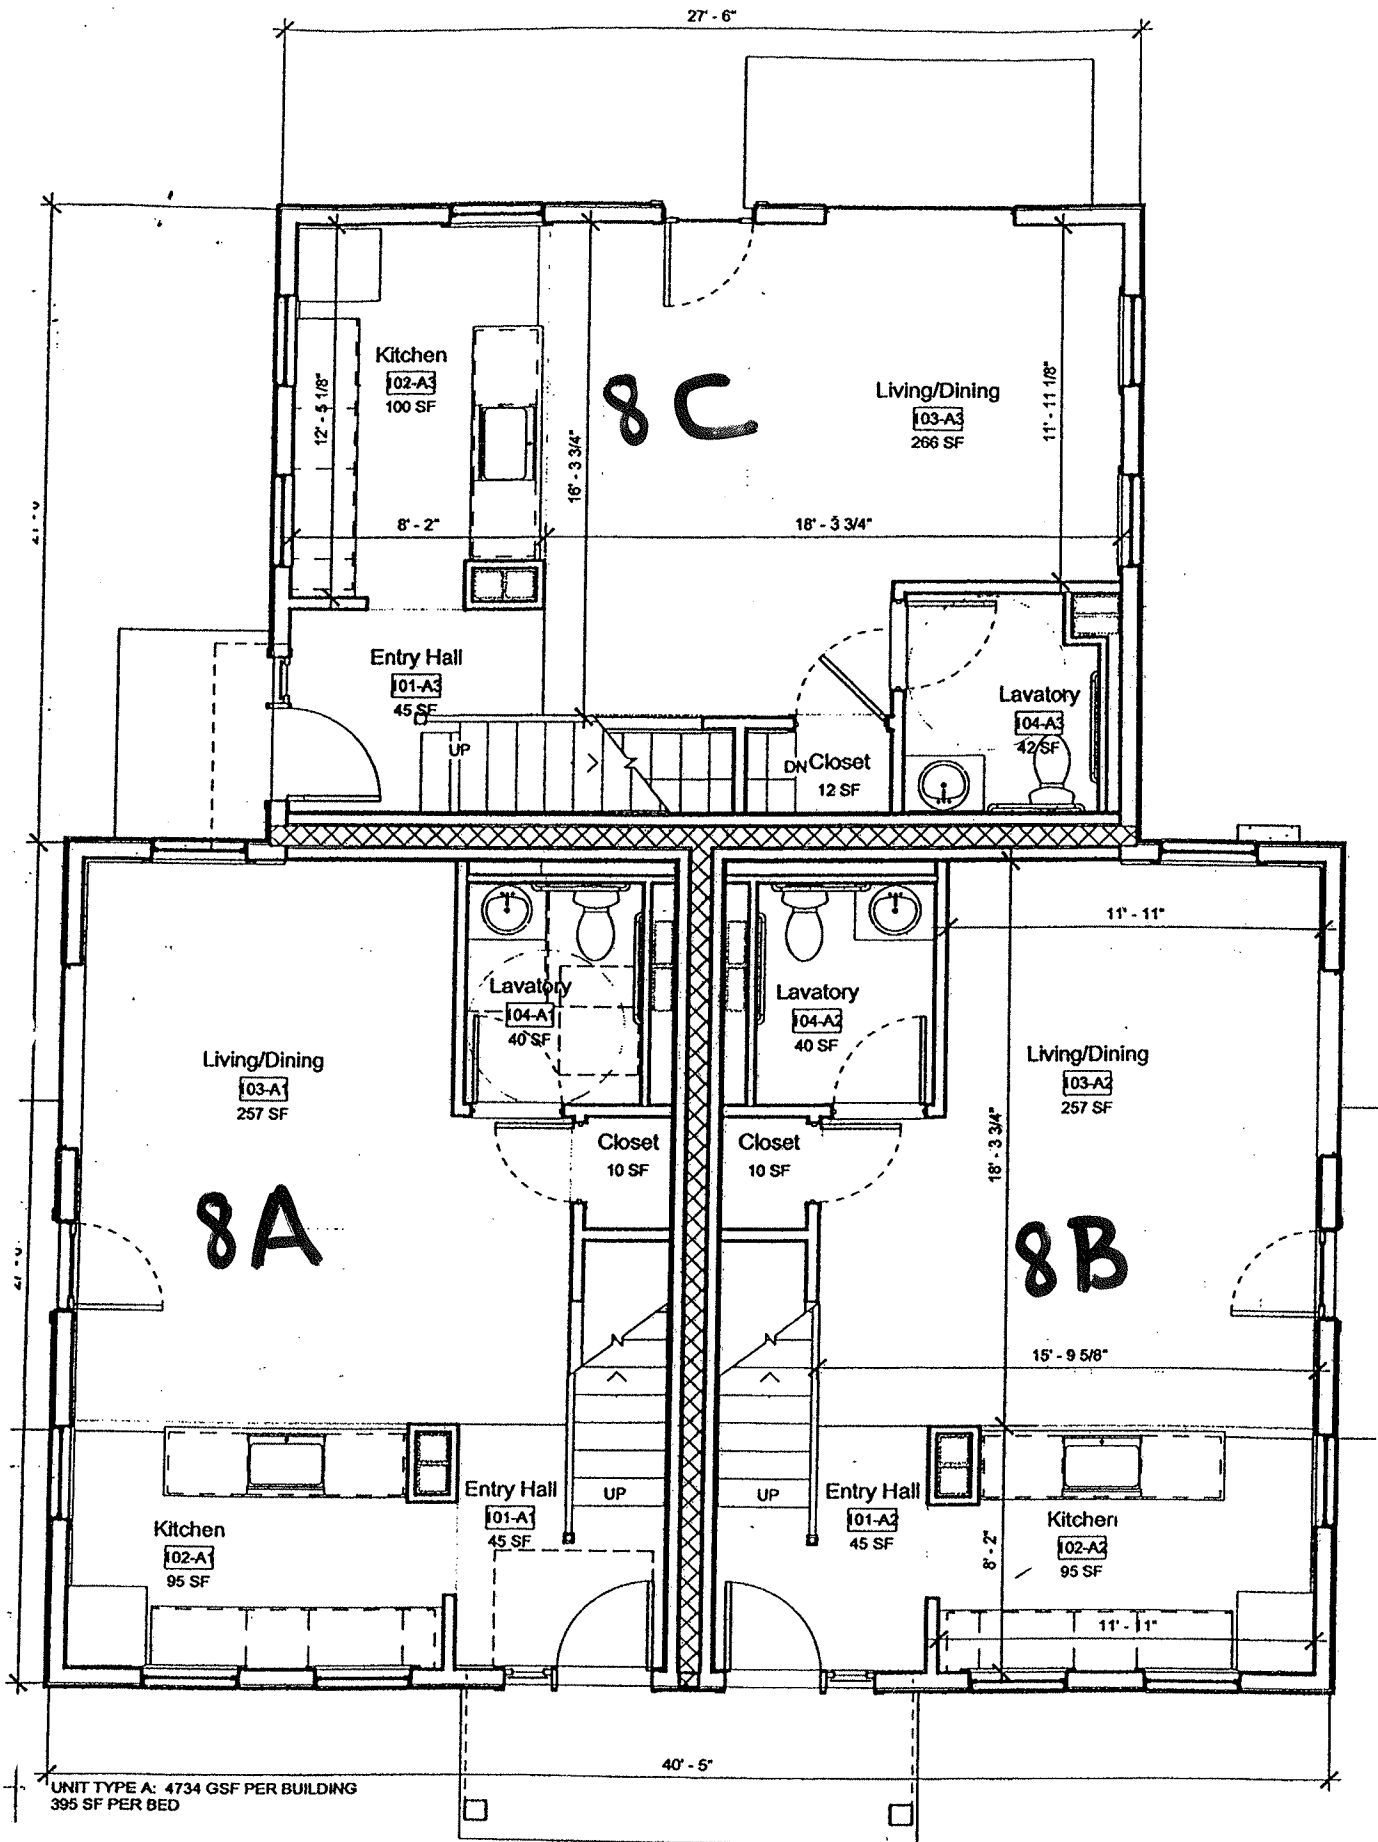 27' - 6"
Kitchen
102-A3
100 SF
12' - 5 1/8"
8C
16' - 3 3/4"
Living/Dining
103-A3
266 SF
11' - 11 1/8"
8' - 2"
18' - 3 3/4"
Entry Hall
101-A3
45 SF
UP
DN
Closet
12 SF
Lavatory
104-A3
42 SF
11' - 11"
Lavatory
104-A1
40 SF
Lavatory
104-A2
40 SF
Living/Dining
103-A1
257 SF
Living/Dining
103-A2
257 SF
Closet
10 SF
Closet
10 SF
18' - 3 3/4"
8A
8B
15' - 9 5/8"
Entry Hall
101-A1
45 SF
UP
UP
Entry Hall
101-A2
45 SF
Kitchen
102-A1
95 SF
Kitchen
102-A2
95 SF
8' - 2"
11' - 11"
40' - 5"
UNIT TYPE A: 4734 GSF PER BUILDING
395 SF PER BED